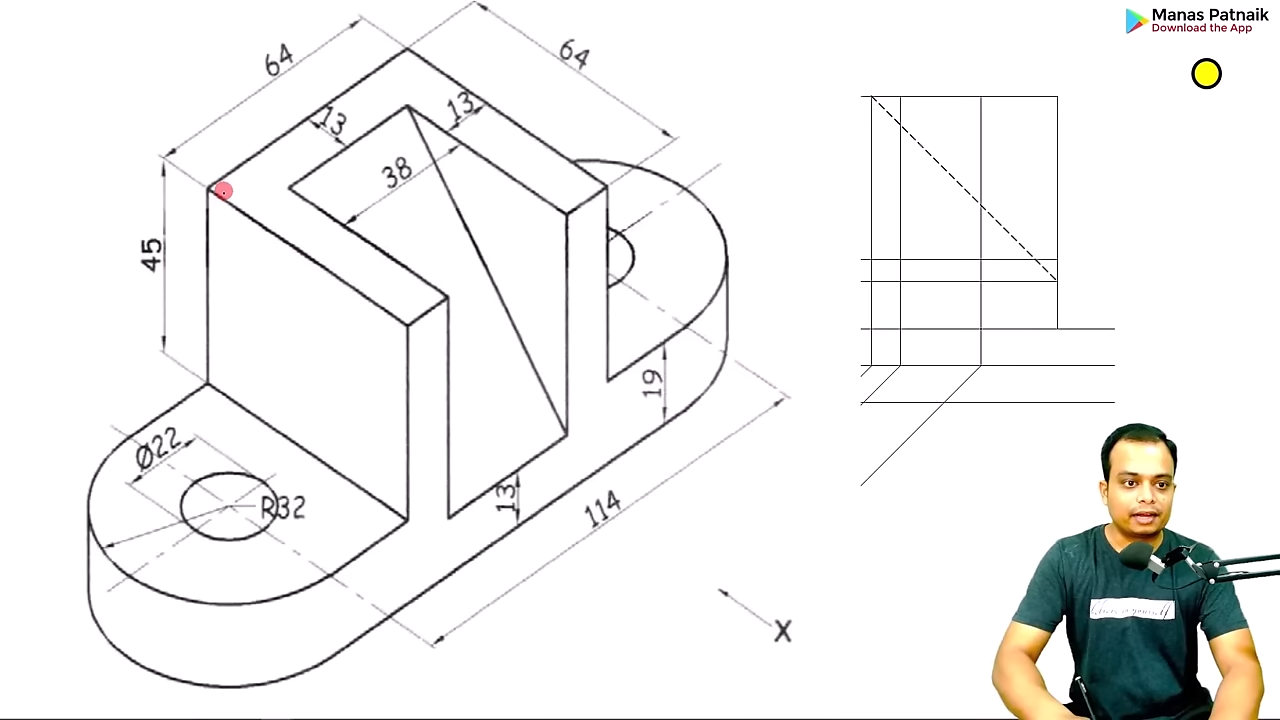 Manas Patnaik
Download the App
64
64
13
13
38
45
Ø22
R32
19
13
114
X